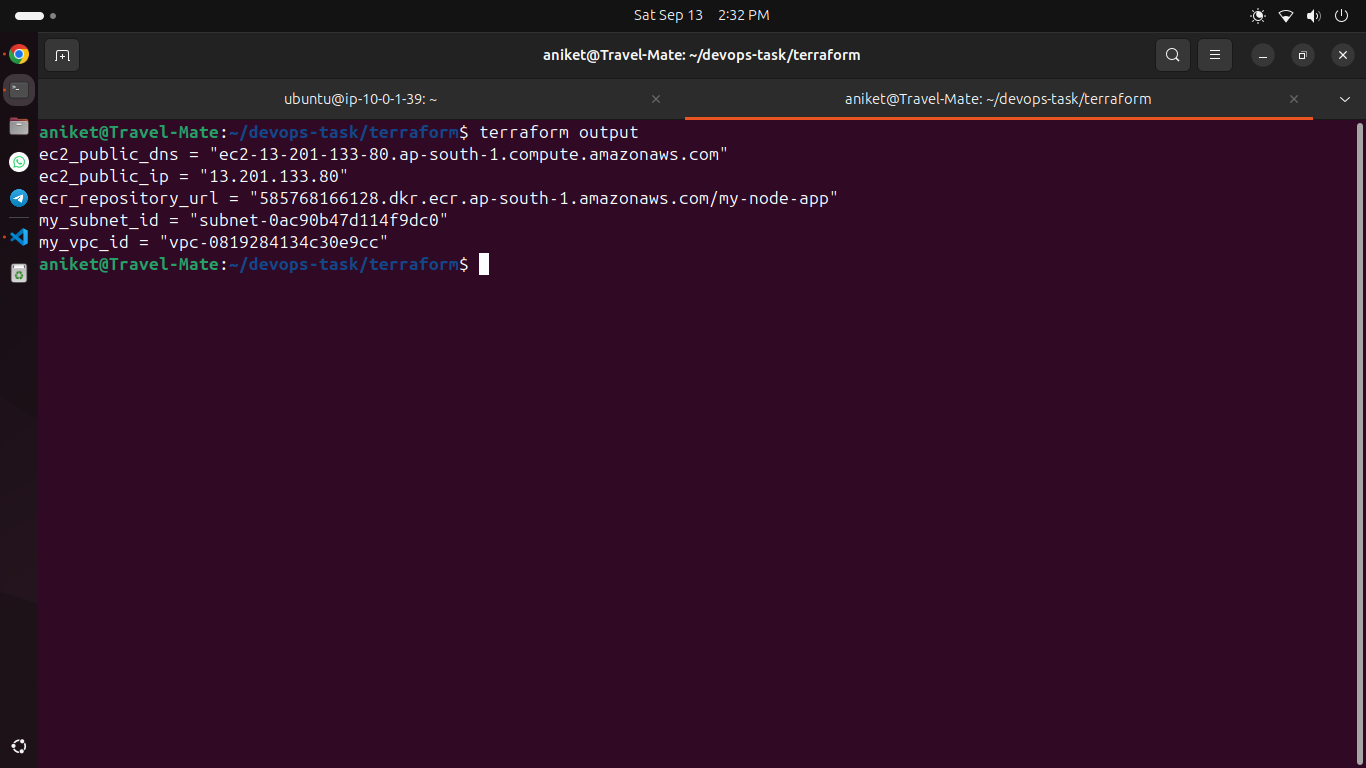 Sat Sep 13 2:32 PM
aniket@Travel-Mate: ~/devops-task/terraform
ubuntu@ip-10-0-1-39: ~
aniket@Travel-Mate: ~/devops-task/terraform
aniket@Travel-Mate:~/devops-task/terraform$ terraform output
ec2_public_dns = "ec2-13-201-133-80.ap-south-1.compute.amazonaws.com"
ec2_public_ip = "13.201.133.80"
ecr_repository_url = "585768166128.dkr.ecr.ap-south-1.amazonaws.com/my-node-app"
my_subnet_id = "subnet-0ac90b47d114f9dc0"
my_vpc_id = "vpc-0819284134c30e9cc"
aniket@Travel-Mate:~/devops-task/terraform$